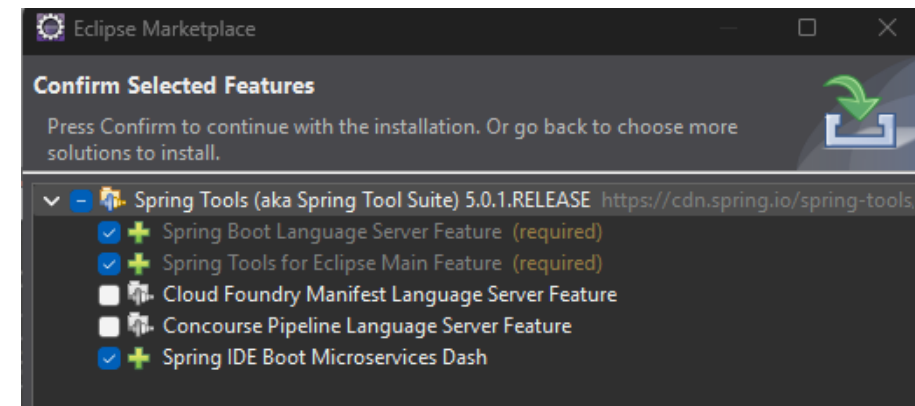 Eclipse Marketplace
Confirm Selected Features
Press Confirm to continue with the installation. Or go back to choose more
solutions to install.
Spring Tools (aka Spring Tool Suite) 5.0.1.RELEASE https://cdn.spring.io/spring-tools/
Spring Boot Language Server Feature (required)
Spring Tools for Eclipse Main Feature (required)
Cloud Foundry Manifest Language Server Feature
Concourse Pipeline Language Server Feature
Spring IDE Boot Microservices Dash